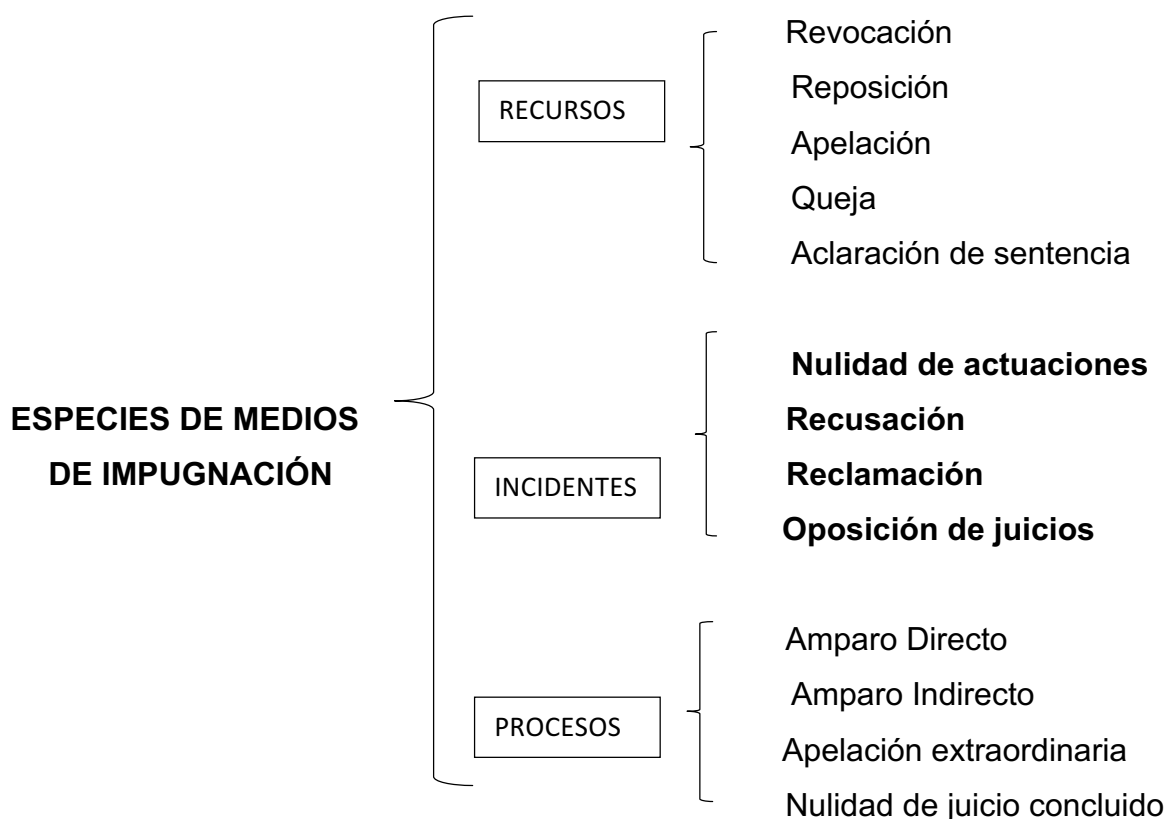 ESPECIES DE MEDIOS
DE IMPUGNACIÓN
RECURSOS
Revocación
Reposición
Apelación
Queja
Aclaración de sentencia
INCIDENTES
Nulidad de actuaciones
Recusación
Reclamación
Oposición de juicios
PROCESOS
Amparo Directo
Amparo Indirecto
Apelación extraordinaria
Nulidad de juicio concluido